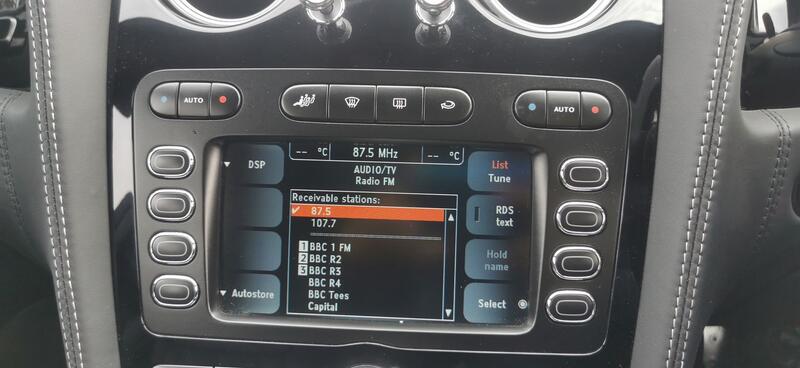 AUTO
AUTO
-- °C
87.5 MHz
-- °C
DSP
AUDIO/TV
Radio FM
List
Tune
Receivable stations:
✓ 87.5
107.7
RDS
text
1 BBC 1 FM
2 BBC R2
3 BBC R3
BBC R4
BBC Tees
Capital
Hold
name
Autostore
Select